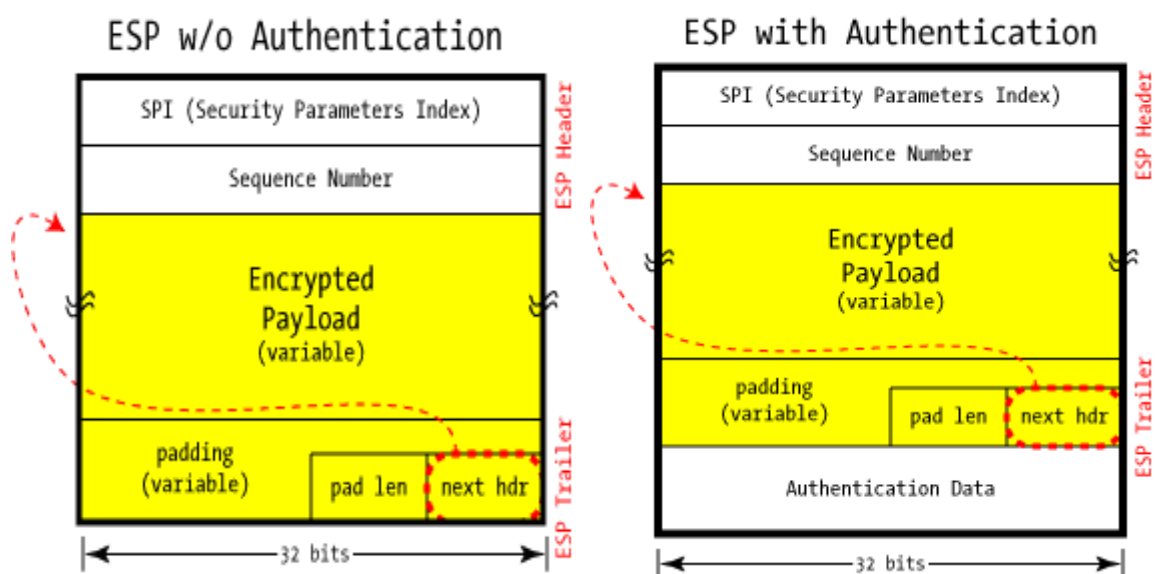 ESP w/o Authentication
SPI (Security Parameters Index)
Sequence Number
ESP Header
Encrypted
Payload
(variable)
padding
(variable)
pad len
next hdr
ESP Trailer
32 bits
ESP with Authentication
SPI (Security Parameters Index)
Sequence Number
ESP Header
Encrypted
Payload
(variable)
padding
(variable)
pad len
next hdr
ESP Trailer
Authentication Data
32 bits